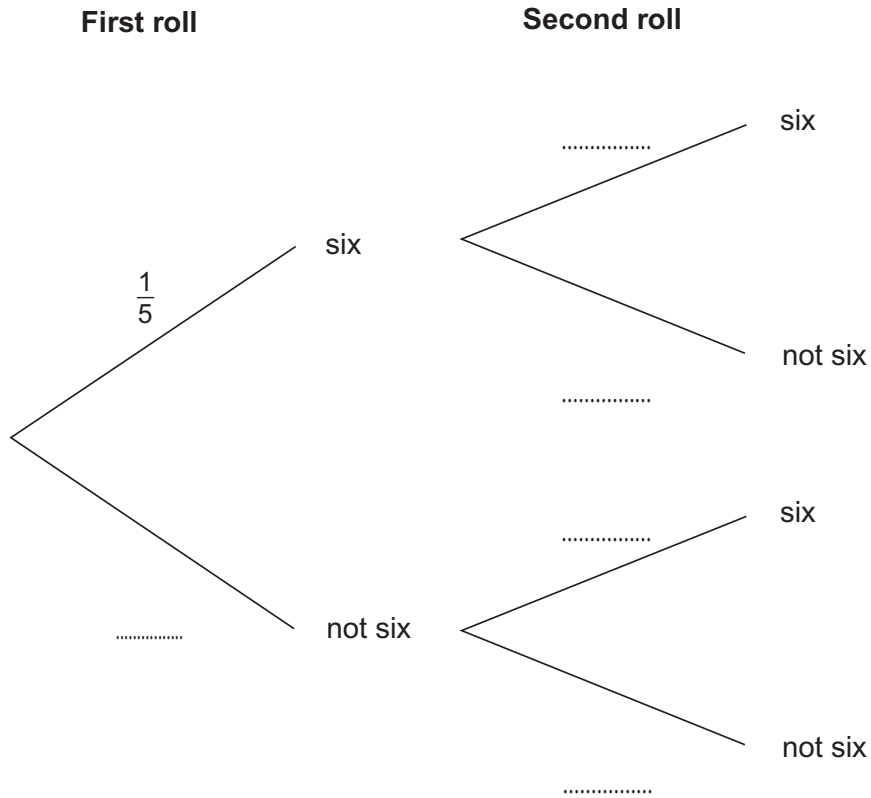 First roll
Second roll
six
................
six
1
5
not six
................
six
................
not six
................
not six
................